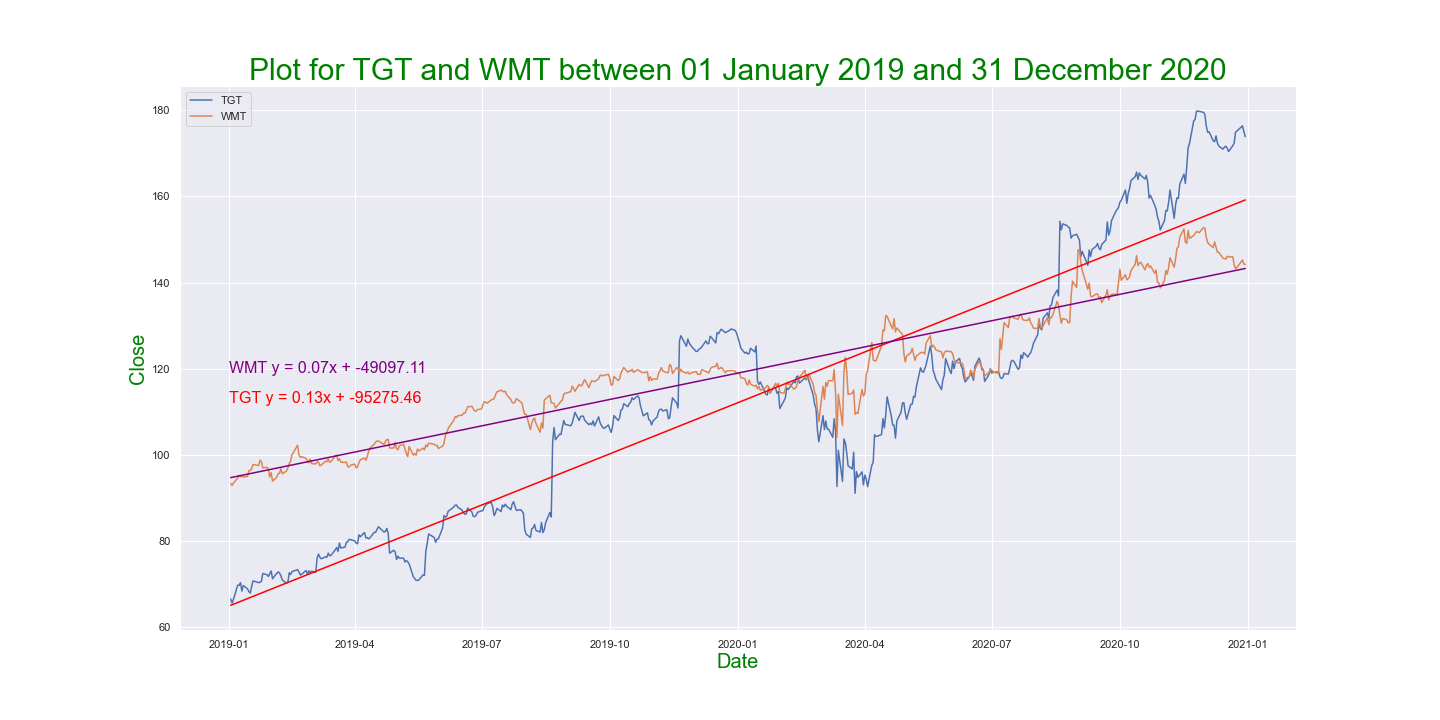 Plot for TGT and WMT between 01 January 2019 and 31 December 2020
TGT
WMT
180
160
140
120
100
80
60
Close
WMT y = 0.07x + -49097.11
TGT y = 0.13x + -95275.46
2019-01 2019-04 2019-07 2019-10 2020-01 2020-04 2020-07 2020-10 2021-01
Date